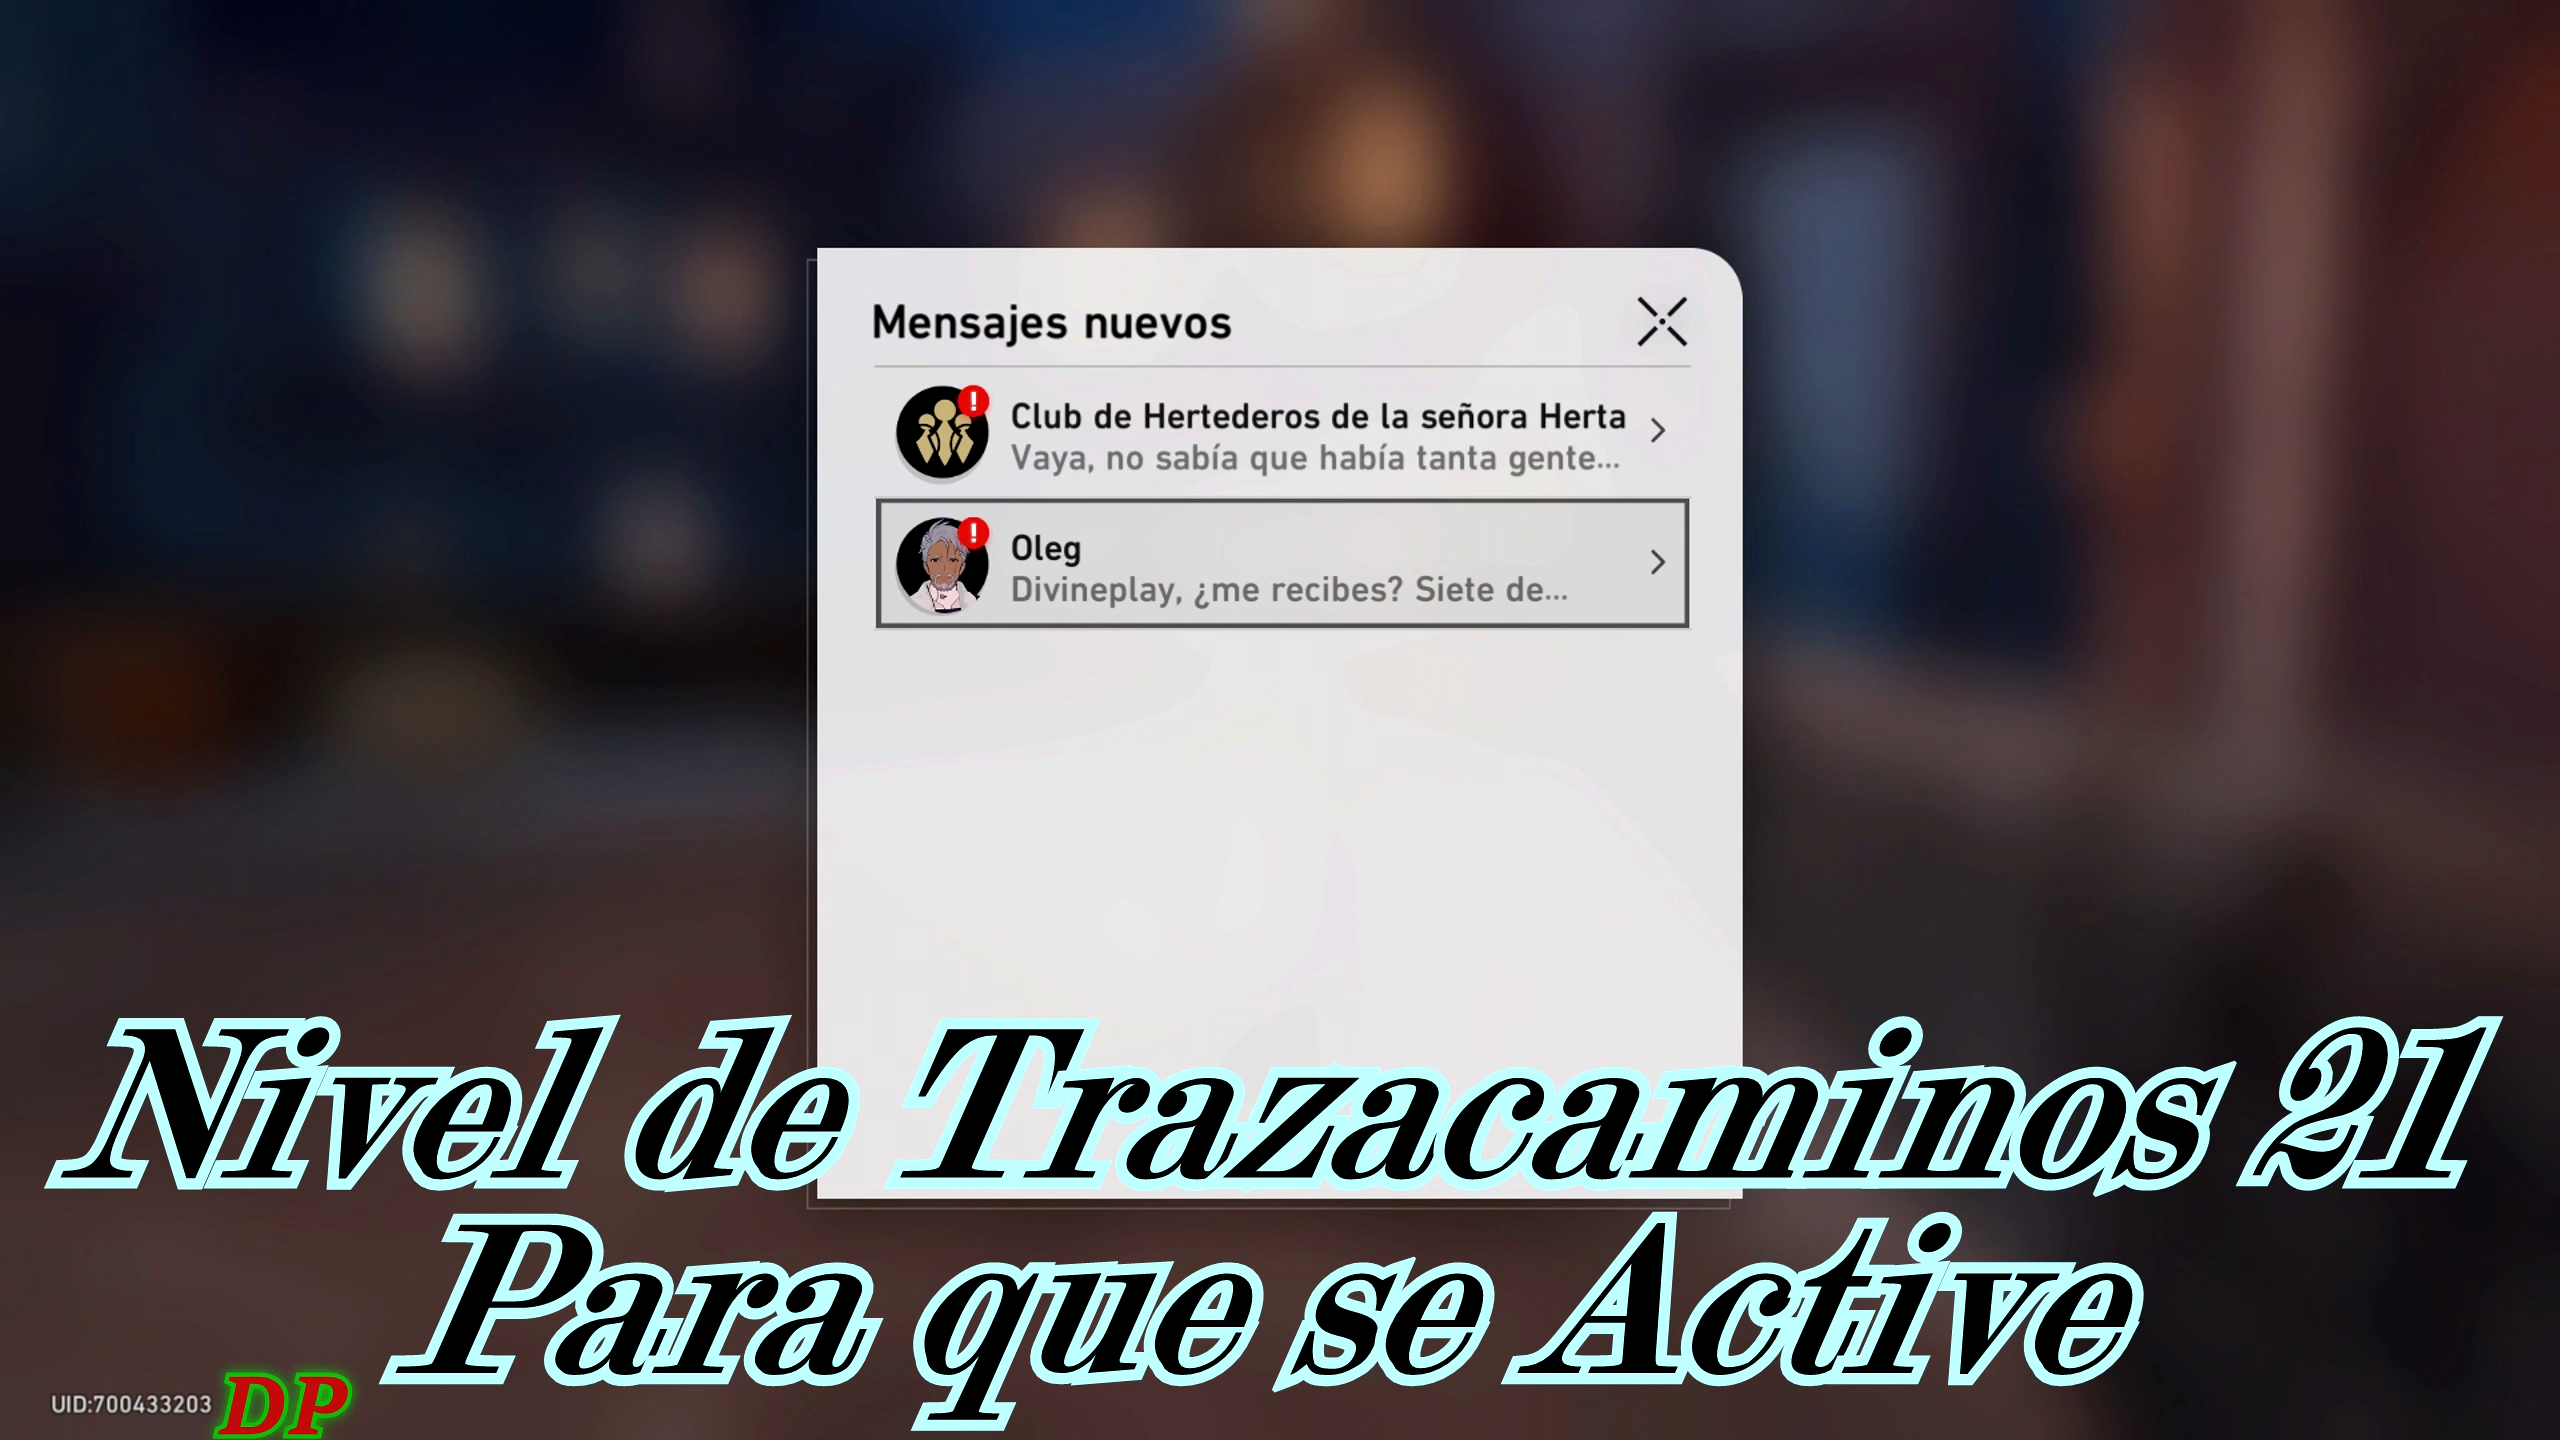 Mensajes nuevos
Club de Hertederos de la señora Herta
Vaya, no sabía que había tanta gente...
Oleg
Divineplay, ¿me recibes? Siete de...
Nivel de Trazacaminos 21
Para que se Active
UID:700433203 DP